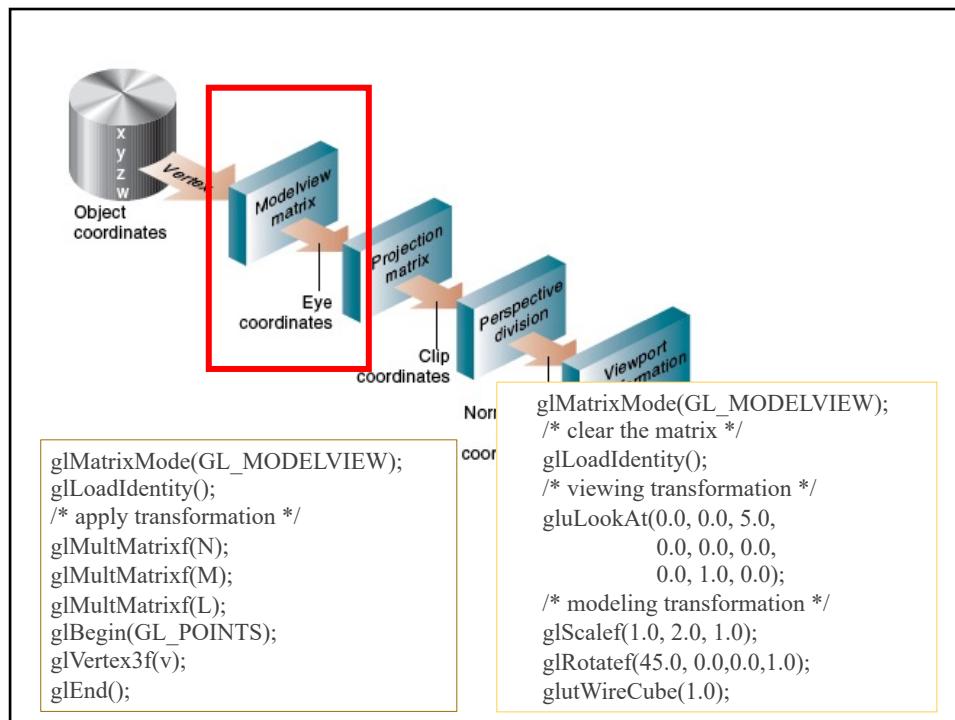 x
y
z
w
Vertex
Object
coordinates
Modelview
matrix
Eye
coordinates
Projection
matrix
Clip
coordinates
Perspective
division
Viewport
glMatrixMode(GL_MODELVIEW);
glLoadIdentity();
/* apply transformation */
glMultMatrixf(N);
glMultMatrixf(M);
glMultMatrixf(L);
glBegin(GL_POINTS);
glVertex3f(v);
glEnd();
glMatrixMode(GL_MODELVIEW);
/* clear the matrix */
glLoadIdentity();
/* viewing transformation */
gluLookAt(0.0, 0.0, 5.0,
0.0, 0.0, 0.0,
0.0, 1.0, 0.0);
/* modeling transformation */
glScalef(1.0, 2.0, 1.0);
glRotatef(45.0, 0.0,0.0,1.0);
glutWireCube(1.0);